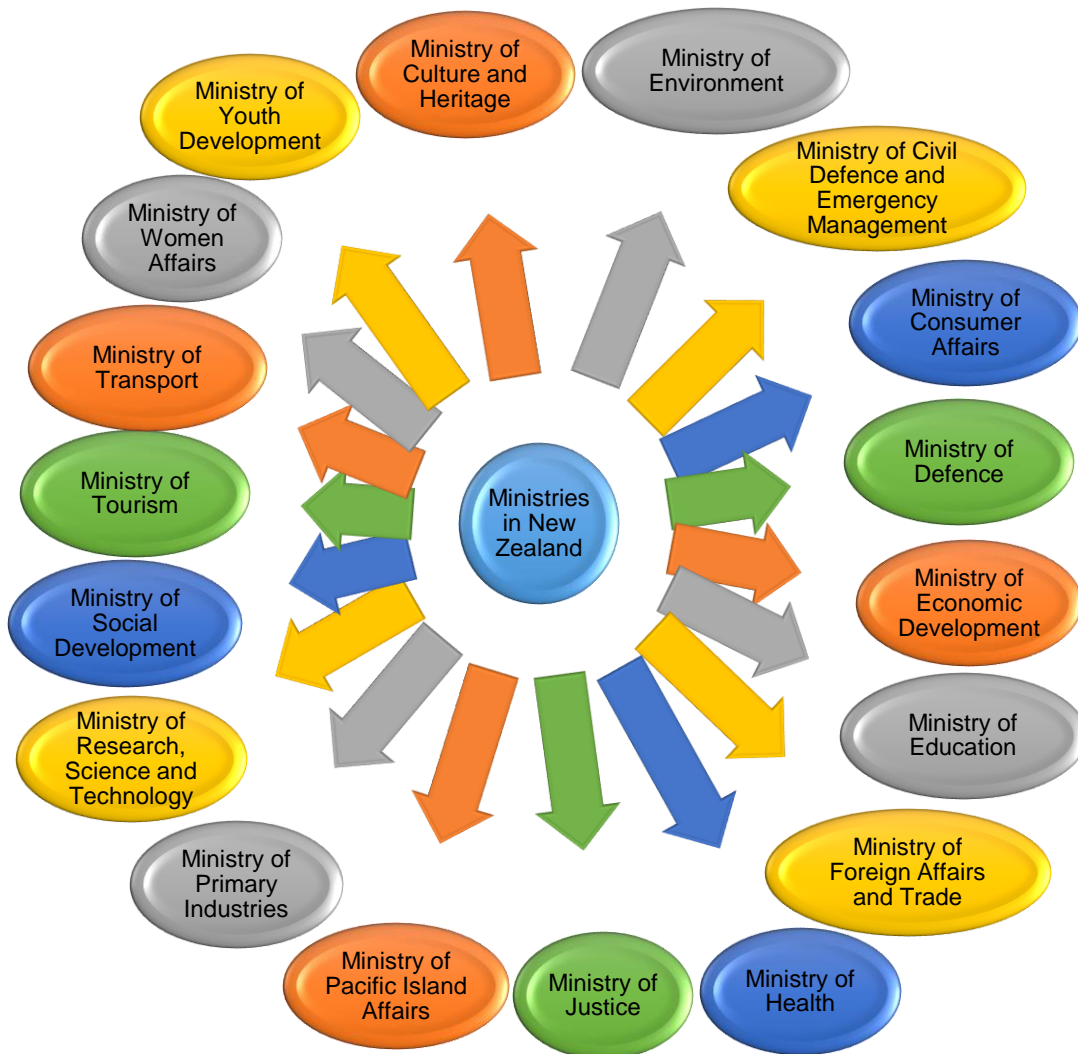 Ministry of
Culture and
Heritage
Ministry of
Environment
Ministry of Civil
Defence and
Emergency
Management
Ministry of
Consumer
Affairs
Ministry of
Defence
Ministry of
Economic
Development
Ministry of
Education
Ministry of
Foreign Affairs
and Trade
Ministry of
Health
Ministry of
Justice
Ministry of
Pacific Island
Affairs
Ministry of
Primary
Industries
Ministry of
Research,
Science and
Technology
Ministry of
Social
Development
Ministry of
Tourism
Ministry of
Transport
Ministry of
Women
Affairs
Ministry of
Youth
Development
Ministries
in New
Zealand